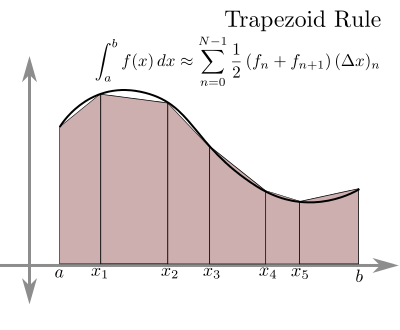 Trapezoid Rule
∫_a^b f(x) dx ≈ ∑_{n=0}^{N-1} 1/2 (f_n + f_{n+1}) (Δx)_n
a x_1 x_2 x_3 x_4 x_5 b